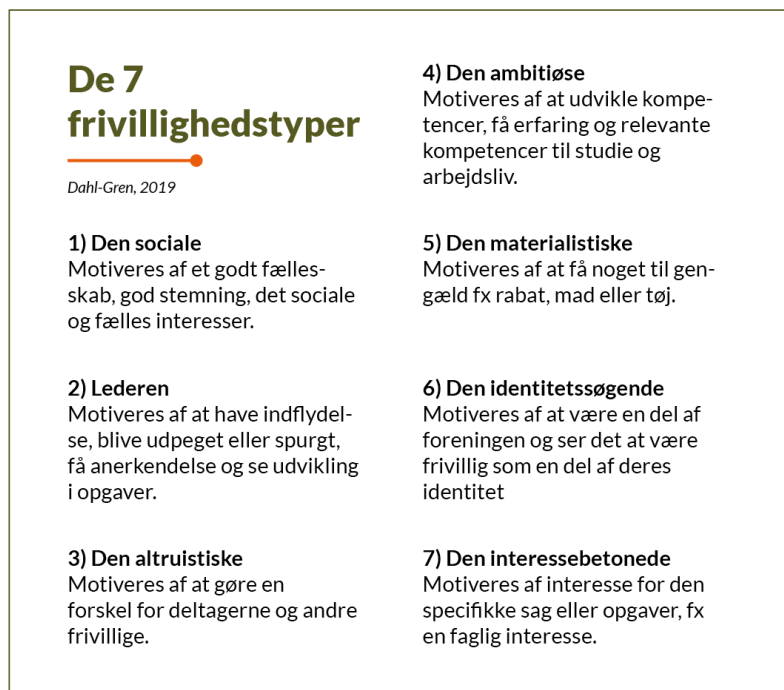 De 7
frivillighedstyper
Dahl-Gren, 2019
1) Den sociale
Motiveres af et godt fælles-
skab, god stemning, det sociale
og fælles interesser.
2) Lederen
Motiveres af at have indflydel-
se, blive udpeget eller spurgt,
få anerkendelse og se udvikling
i opgaver.
3) Den altruistiske
Motiveres af at gøre en
forskel for deltagerne og andre
frivillige.
4) Den ambitiøse
Motiveres af at udvikle kompe-
tencer, få erfaring og relevante
kompetencer til studie og
arbejdsliv.
5) Den materialistiske
Motiveres af at få noget til gen-
gæld fx rabat, mad eller tøj.
6) Den identitetssøgende
Motiveres af at være en del af
foreningen og ser det at være
frivillig som en del af deres
identitet
7) Den interessebetonede
Motiveres af interesse for den
specifikke sag eller opgaver, fx
en faglig interesse.